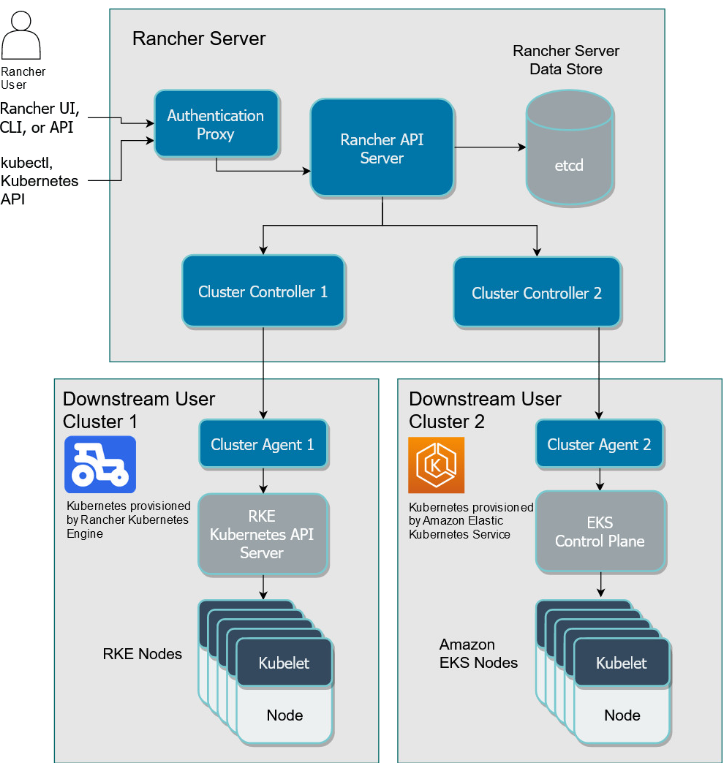 Rancher Server
Rancher
User
Rancher UI,
CLI, or API
kubectl,
Kubernetes
API
Authentication
Proxy
Rancher API
Server
Rancher Server
Data Store
etcd
Cluster Controller 1
Cluster Controller 2
Downstream User
Cluster 1
Cluster Agent 1
Kubernetes provisioned
by Rancher Kubernetes
Engine
RKE
Kubernetes API
Server
RKE Nodes
Kubelet
Node
Downstream User
Cluster 2
K
Cluster Agent 2
Kubernetes provisioned
by Amazon Elastic
Kubernetes Service
EKS
Control Plane
Amazon
EKS Nodes
Kubelet
Node